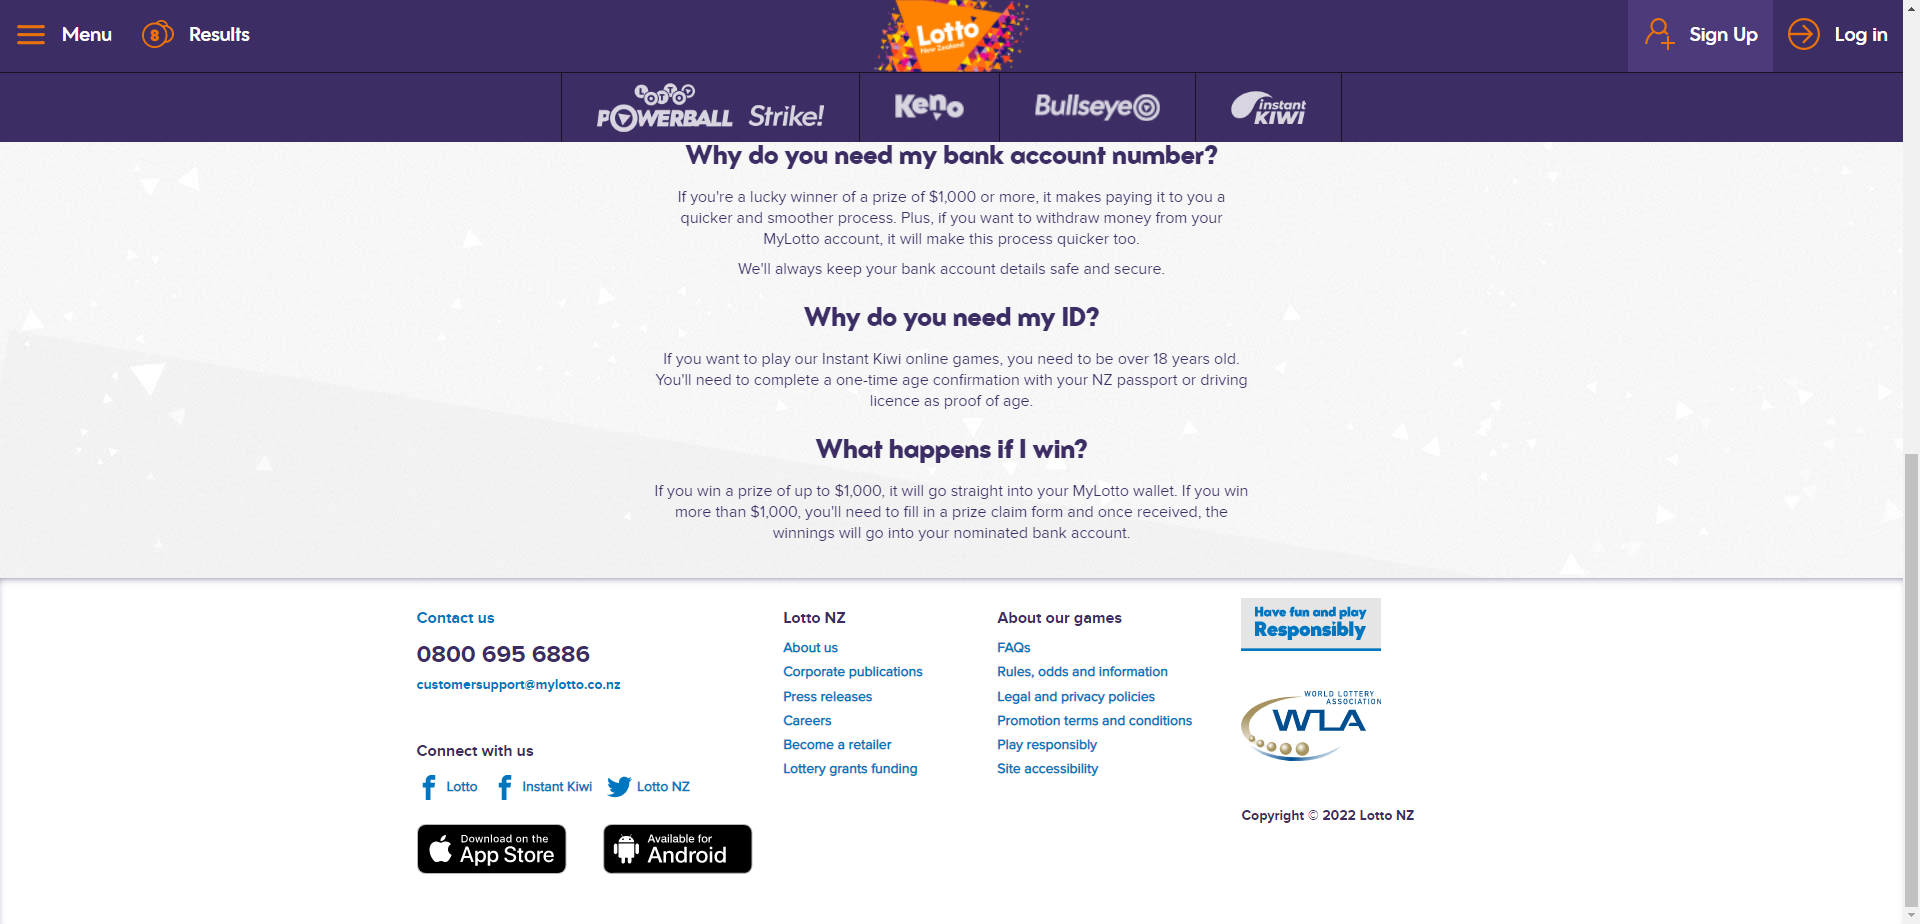 Menu
8
Results
Lotto
New Zealand
Sign Up
Log in
LOTTO
POWERBALL
Strike!
Keno
Bullseye
instant
KIWI
Why do you need my bank account number?
If you're a lucky winner of a prize of $1,000 or more, it makes paying it to you a
quicker and smoother process. Plus, if you want to withdraw money from your
MyLotto account, it will make this process quicker too.
We'll always keep your bank account details safe and secure.
Why do you need my ID?
If you want to play our Instant Kiwi online games, you need to be over 18 years old.
You'll need to complete a one-time age confirmation with your NZ passport or driving
licence as proof of age.
What happens if I win?
If you win a prize of up to $1,000, it will go straight into your MyLotto wallet. If you win
more than $1,000, you'll need to fill in a prize claim form and once received, the
winnings will go into your nominated bank account.
Contact us
0800 695 6886
customersupport@mylotto.co.nz
Connect with us
Lotto
Instant Kiwi
Lotto NZ
Download on the
App Store
Available for
Android
Lotto NZ
About us
Corporate publications
Press releases
Careers
Become a retailer
Lottery grants funding
About our games
FAQs
Rules, odds and information
Legal and privacy policies
Promotion terms and conditions
Play responsibly
Site accessibility
Have fun and play
Responsibly
WORLD LOTTERY
ASSOCIATION
WLA
Copyright © 2022 Lotto NZ